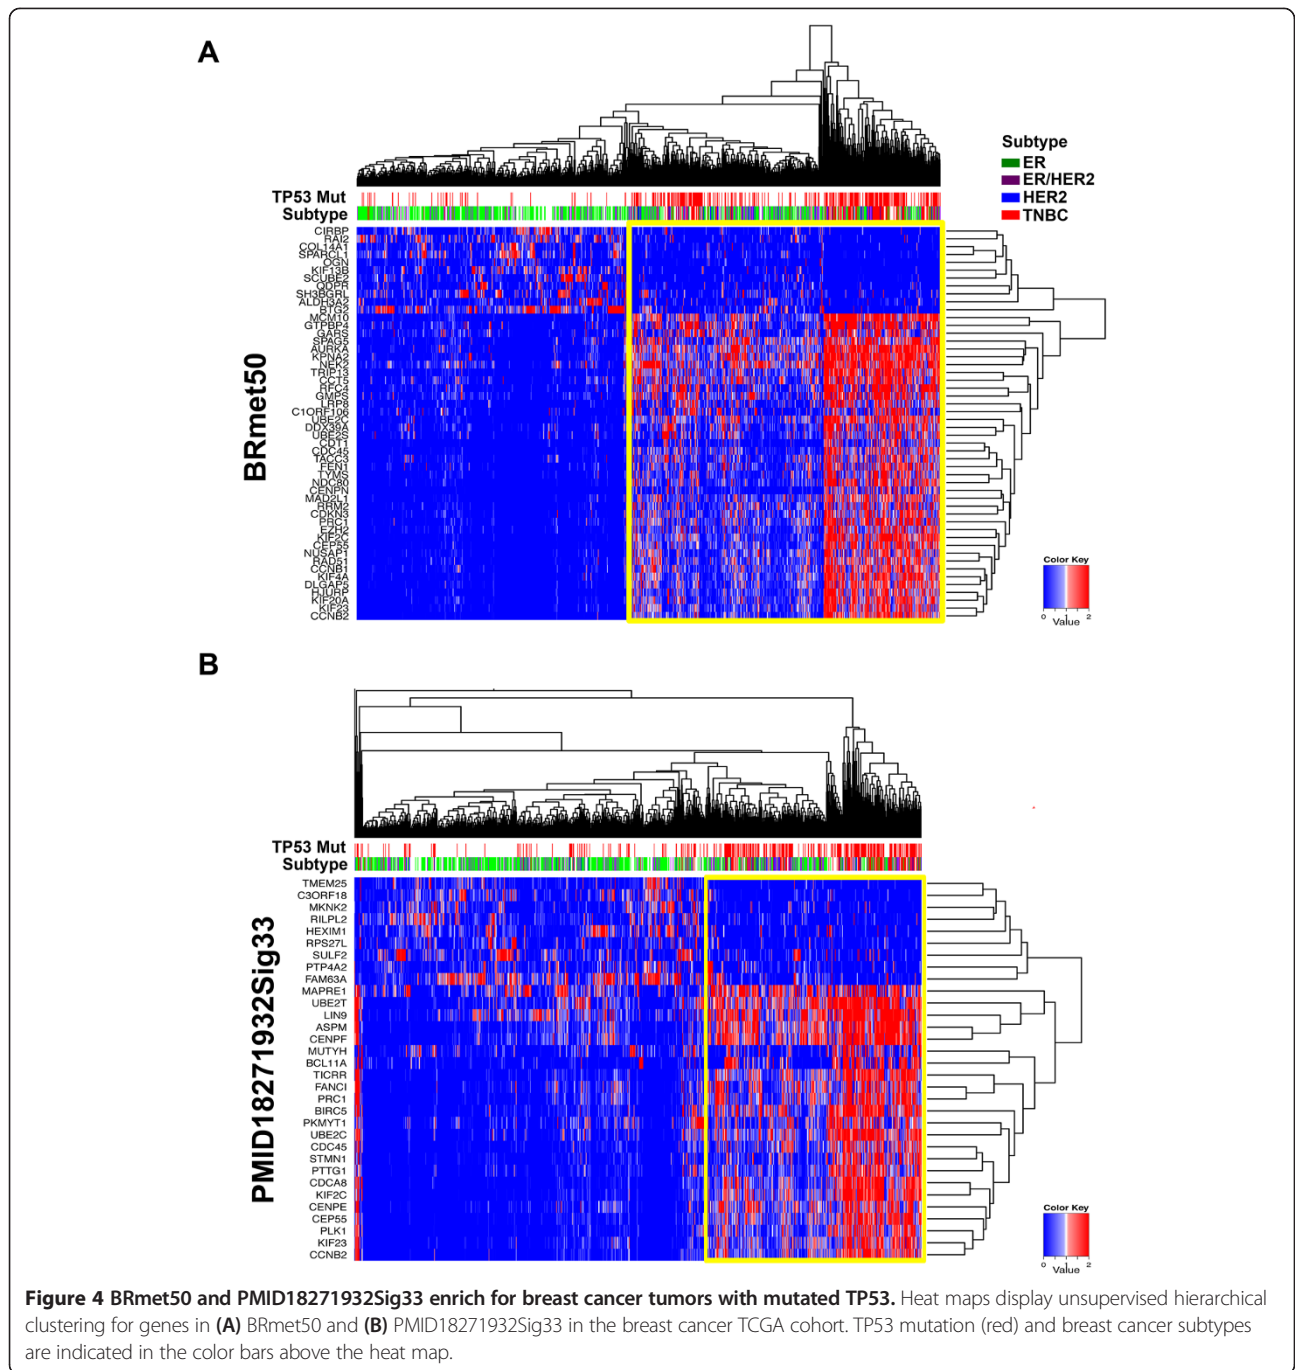 A
Subtype
ER
ER/HER2
HER2
TNBC
TP53 Mut
Subtype
BRmet50
CIRBP
RAI2
COL14A1
SPARCL1
OGN
KIF13B
SCUBE2
QDPR
SH3BGRL
ALDH3A2
BTG2
MCM10
GTPBP4
GARS
SPAG5
AURKA
KPNA2
NEK2
TRIP13
CCT5
RFC4
GMPS
LRP8
C1ORF106
UBE2C
DDX39A
UBE2S
CDT1
CDC45
TACC3
FEN1
TYMS
NDC80
CENPN
MAD2L1
RRM2
CDKN3
PRC1
EZH2
KIF2C
CEP55
NUSAP1
RAD51
CCNB1
KIF4A
DLGAP5
HJURP
KIF20A
KIF23
CCNB2
Color Key
0 1 2
Value
B
TP53 Mut
Subtype
PMID18271932Sig33
TMEM25
C3ORF18
MKNK2
RILPL2
HEXIM1
RPS27L
SULF2
PTP4A2
FAM63A
MAPRE1
UBE2T
LIN9
ASPM
CENPF
MUTYH
BCL11A
TICRR
FANCI
PRC1
BIRC5
PKMYT1
UBE2C
CDC45
STMN1
PTTG1
CDCA8
KIF2C
CENPE
CEP55
PLK1
KIF23
CCNB2
Color Key
0 1 2
Value
Figure 4 BRmet50 and PMID18271932Sig33 enrich for breast cancer tumors with mutated TP53. Heat maps display unsupervised hierarchical
clustering for genes in (A) BRmet50 and (B) PMID18271932Sig33 in the breast cancer TCGA cohort. TP53 mutation (red) and breast cancer subtypes
are indicated in the color bars above the heat map.